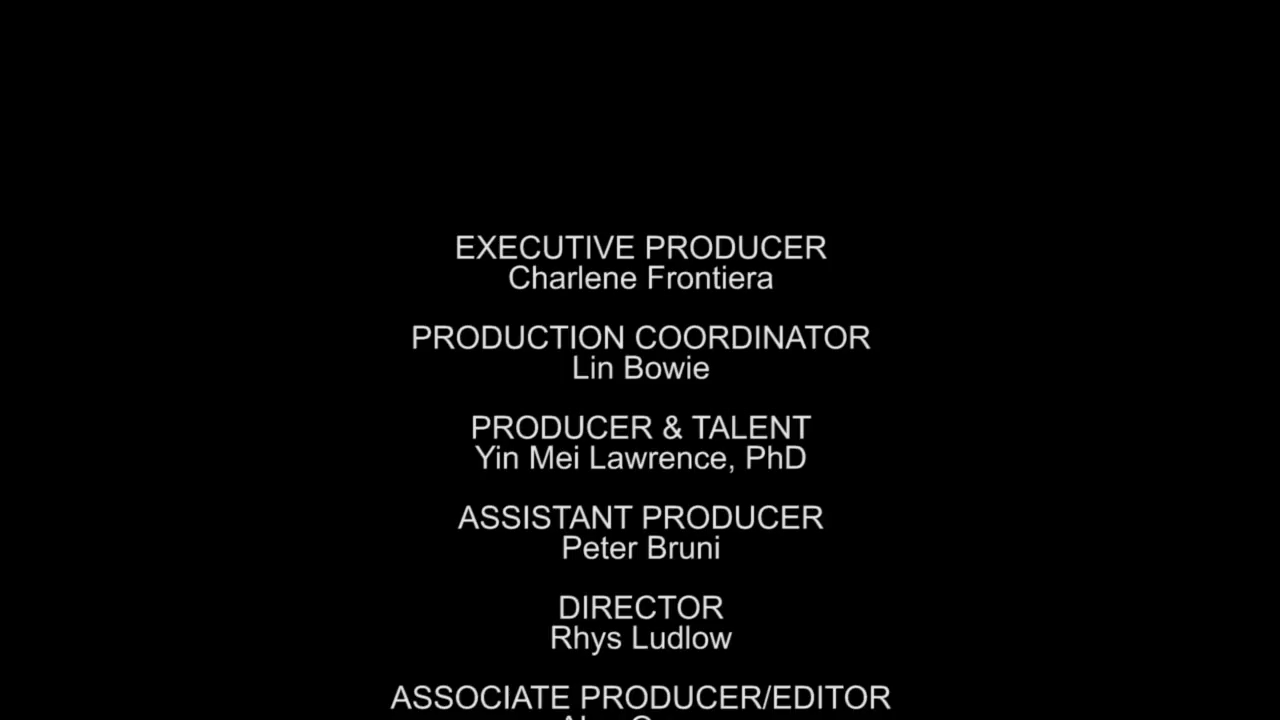 EXECUTIVE PRODUCER
Charlene Frontiera
PRODUCTION COORDINATOR
Lin Bowie
PRODUCER & TALENT
Yin Mei Lawrence, PhD
ASSISTANT PRODUCER
Peter Bruni
DIRECTOR
Rhys Ludlow
ASSOCIATE PRODUCER/EDITOR